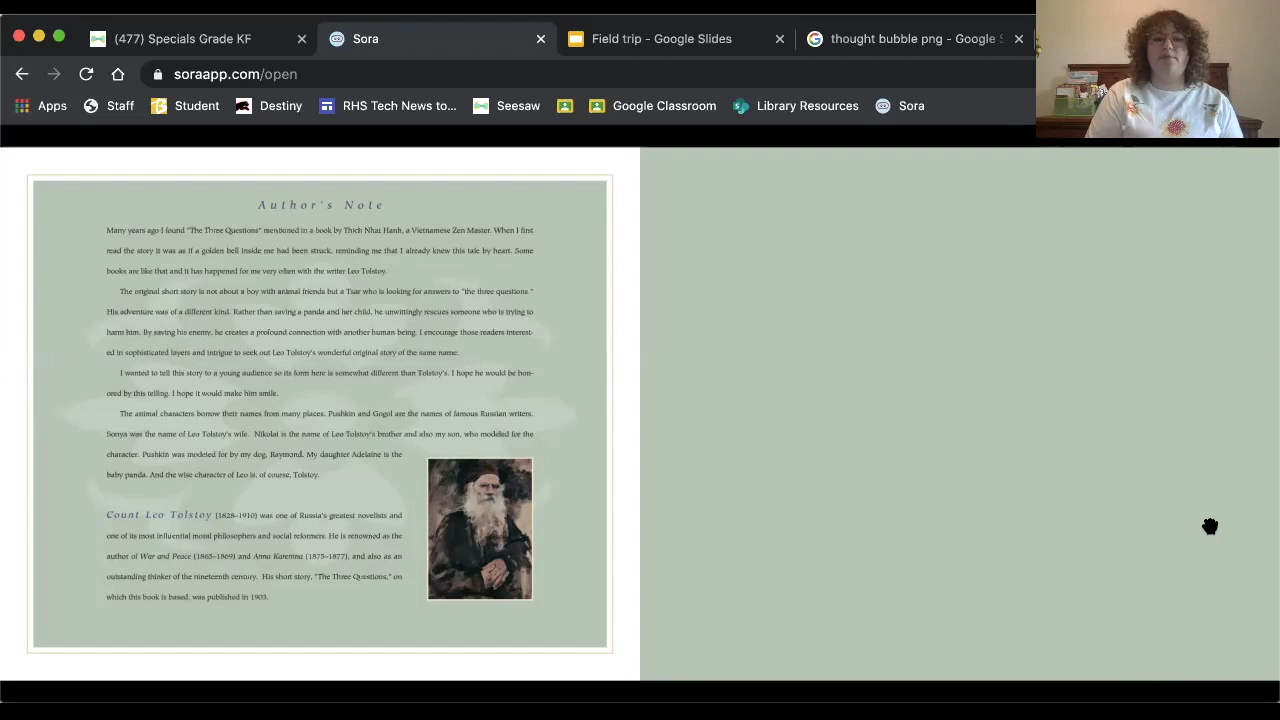 (477) Specials Grade KF
Sora
Field trip - Google Slides
thought bubble png - Google S
soraapp.com/open
Apps
Staff
Student
Destiny
RHS Tech News to...
Seesaw
Google Classroom
Library Resources
Sora
Author's Note
Many years ago I found "The Three Questions" mentioned in a book by Thich Nhat Hanh, a Vietnamese Zen Master. When I first
read the story it was as if a golden bell inside me had been struck, reminding me that I already knew this tale by heart. Some
books are like that and it has happened for me very often with the writer Leo Tolstoy.
The original short story is not about a boy with animal friends but a Tsar who is looking for answers to "the three questions."
His adventure was of a different kind. Rather than saving a panda and her child, he unwittingly rescues someone who is trying to
harm him. By saving his enemy, he creates a profound connection with another human being. I encourage those readers interest-
ed in sophisticated layers and intrigue to seek out Leo Tolstoy's wonderful original story of the same name.
I wanted to tell this story to a young audience so its form here is somewhat different than Tolstoy's. I hope he would be hon-
ored by this telling. I hope it would make him smile.
The animal characters borrow their names from many places. Pushkin and Gogol are the names of famous Russian writers.
Sonya was the name of Leo Tolstoy's wife. Nikolai is the name of Leo Tolstoy's brother and also my son, who modeled for the
character. Pushkin was modeled for by my dog, Raymond. My daughter Adelaine is the
baby panda. And the wise character of Leo is, of course, Tolstoy.
Count Leo Tolstoy (1828–1910) was one of Russia's greatest novelists and
one of its most influential moral philosophers and social reformers. He is renowned as the
author of War and Peace (1865–1869) and Anna Karenina (1875–1877), and also as an
outstanding thinker of the nineteenth century. His short story, "The Three Questions," on
which this book is based, was published in 1903.